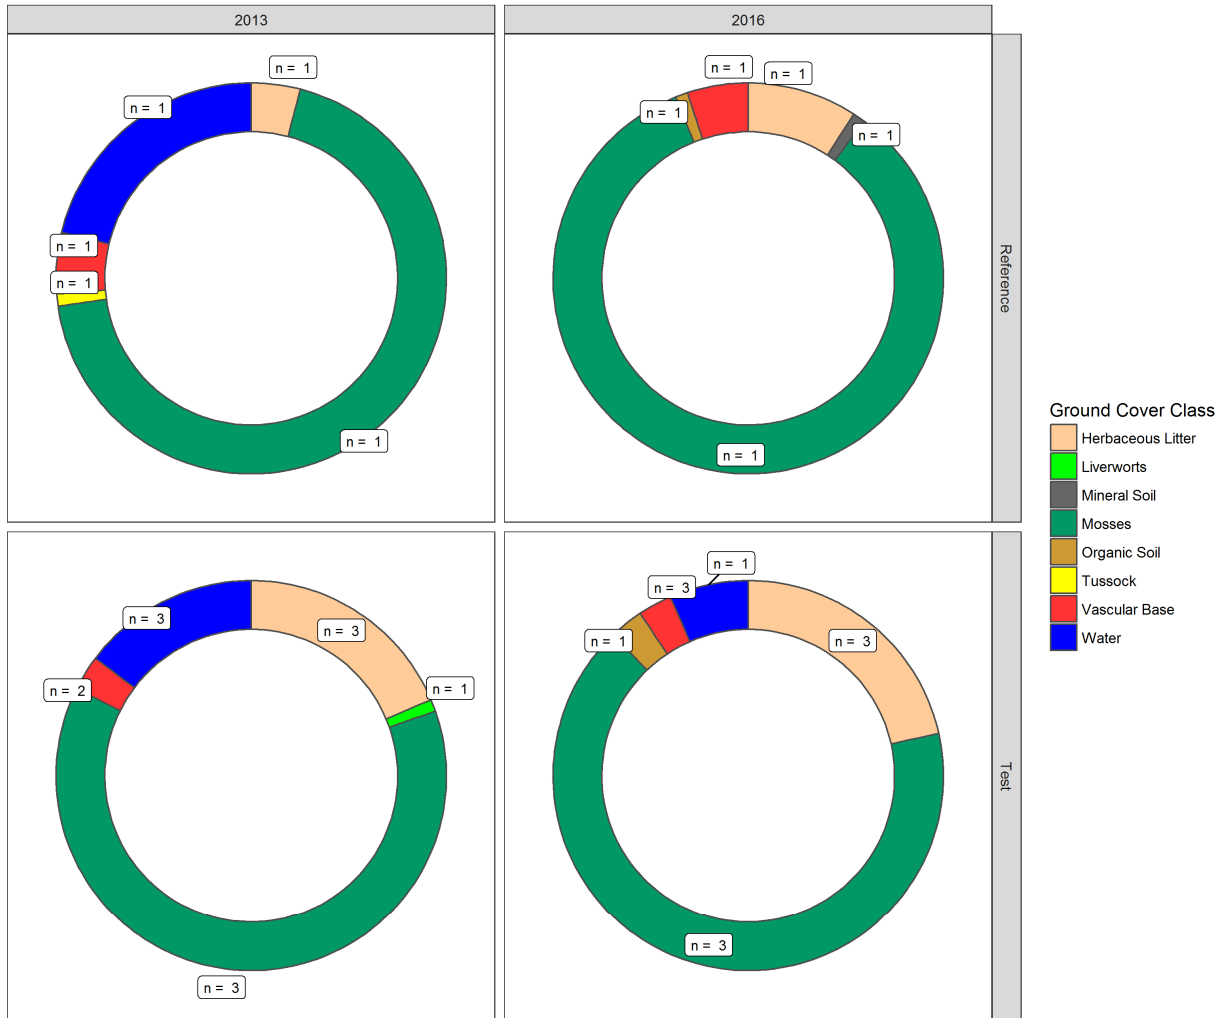 2013
2016
n = 1
n = 1
n = 1
n = 1
n = 1
n = 1
n = 1
n = 1
n = 1
n = 1
Reference
Ground Cover Class
Herbaceous Litter
Liverworts
Mineral Soil
Mosses
Organic Soil
Tussock
Vascular Base
Water
n = 3
n = 3
n = 1
n = 2
n = 3
n = 1
n = 3
n = 1
n = 3
n = 3
Test